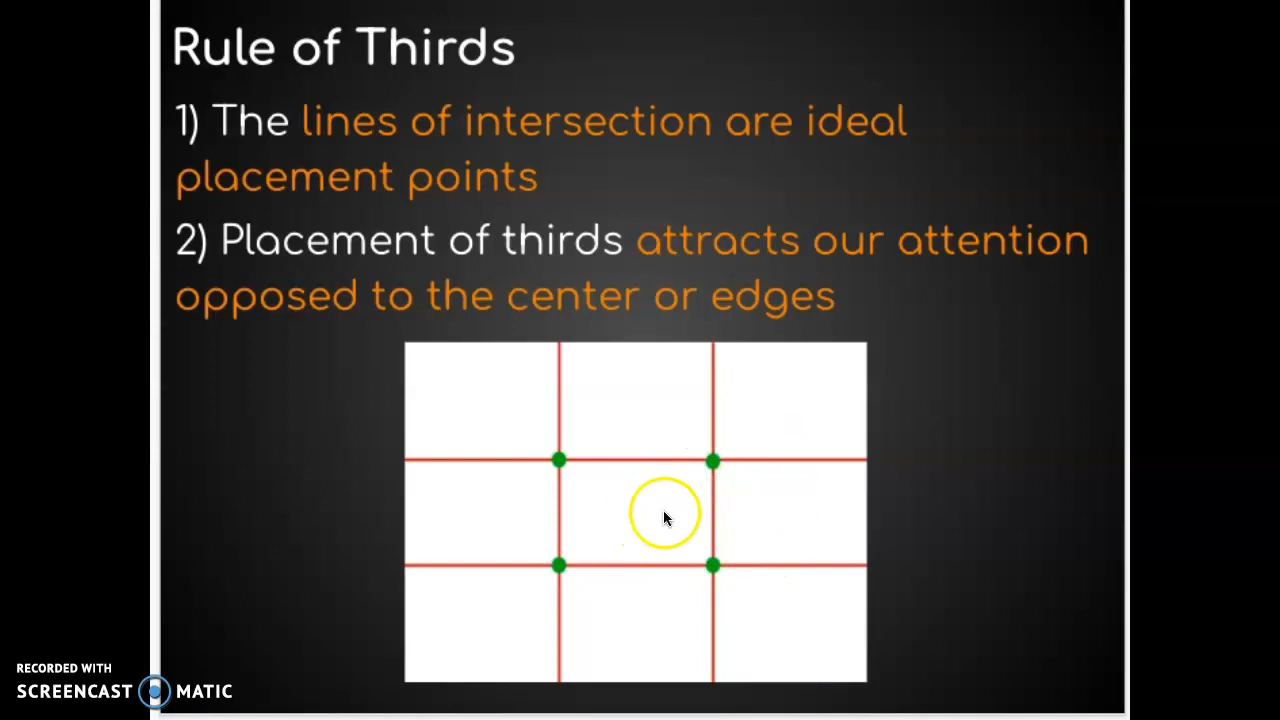 Rule of Thirds
1) The lines of intersection are ideal
placement points
2) Placement of thirds attracts our attention
opposed to the center or edges
RECORDED WITH
SCREENCAST MATIC